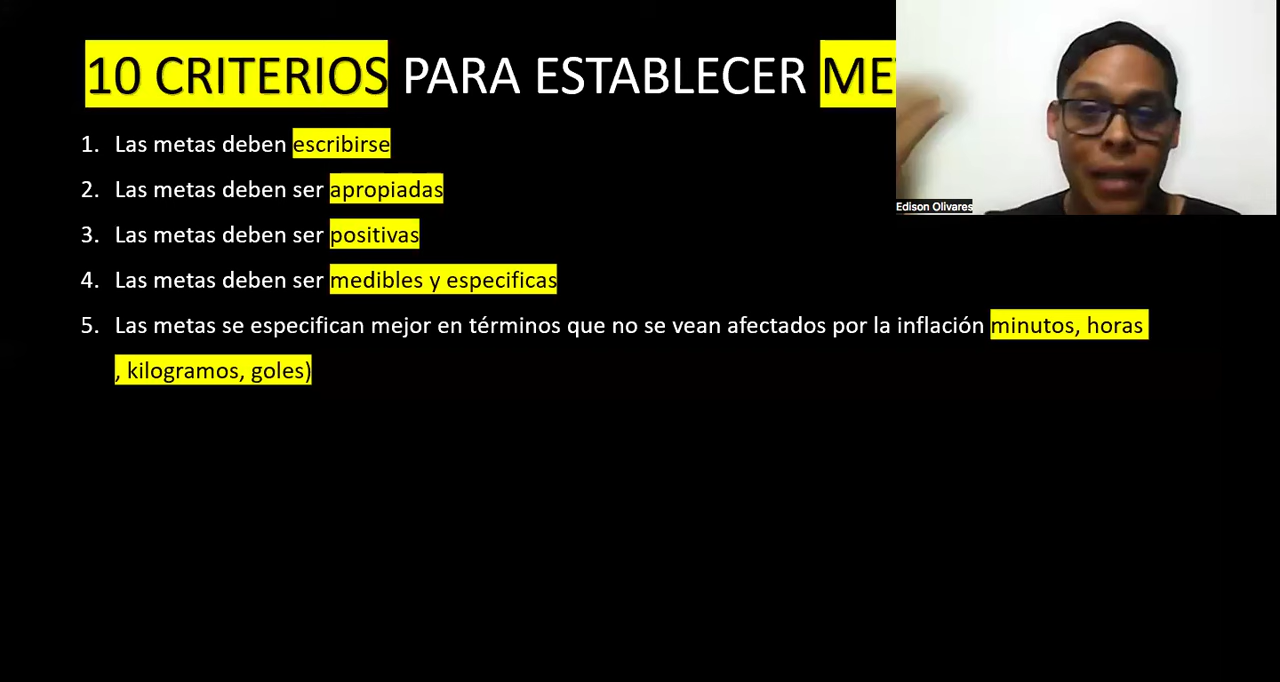 10 CRITERIOS PARA ESTABLECER
1. Las metas deben escribirse
2. Las metas deben ser apropiadas
3. Las metas deben ser positivas
4. Las metas deben ser medibles y especificas
5. Las metas se especifican mejor en términos que no se vean afectados por la inflación minutos, horas
, kilogramos, goles)
Edison Olivares